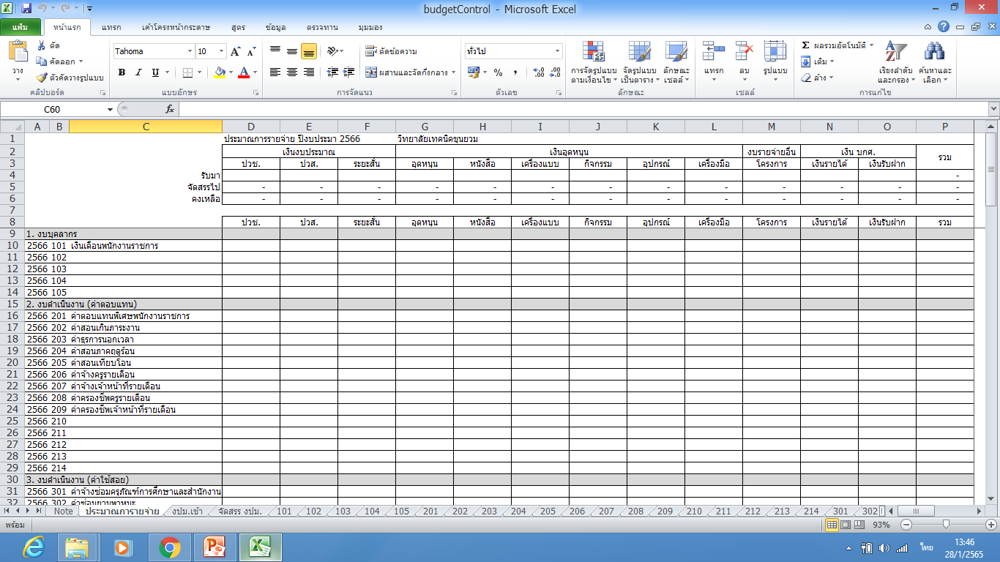 budgetControl - Microsoft Excel
แฟ้ม หน้าแรก แทรก เค้าโครงหน้ากระดาษ สูตร ข้อมูล ตรวจทาน มุมมอง
วาง ตัด คัดลอก ตัวคัดวางรูปแบบ คลิปบอร์ด
Tahoma 10 B I U แบบอักษร
ตัดข้อความ ผสานและจัดกึ่งกลาง การจัดแนว
ทั่วไป % , ตัวเลข
การจัดรูปแบบตามเงื่อนไข จัดรูปแบบเป็นตาราง ลักษณะเซลล์ ลักษณะ
แทรก ลบ รูปแบบ เซลล์
Σ ผลรวมอัตโนมัติ เติม ล้าง เรียงลำดับและกรอง ค้นหาและเลือก การแก้ไข
C60 fx
A B C D E F G H I J K L M N O P
1 ประมาณการรายจ่าย ปีงบประมา 2566 วิทยาลัยเทคนิคขุนยวม
2 เงินงบประมาณ เงินอุดหนุน งบรายจ่ายอื่น เงิน บกศ. รวม
3 ปวช. ปวส. ระยะสั้น อุดหนุน หนังสือ เครื่องแบบ กิจกรรม อุปกรณ์ เครื่องมือ โครงการ เงินรายได้ เงินรับฝาก
4 รับมา -
5 จัดสรรไป - - - - - - - - - - - - -
6 คงเหลือ - - - - - - - - - - - - -
7
8 ปวช. ปวส. ระยะสั้น อุดหนุน หนังสือ เครื่องแบบ กิจกรรม อุปกรณ์ เครื่องมือ โครงการ เงินรายได้ เงินรับฝาก รวม
9 1. งบบุคลากร
10 2566 101 เงินเดือนพนักงานราชการ
11 2566 102
12 2566 103
13 2566 104
14 2566 105
15 2. งบดำเนินงาน (ค่าตอบแทน)
16 2566 201 ค่าตอบแทนพิเศษพนักงานราชการ
17 2566 202 ค่าสอนเกินภาระงาน
18 2566 203 ค่าธุรการนอกเวลา
19 2566 204 ค่าสอนภาคฤดูร้อน
20 2566 205 ค่าสอนเทียบโอน
21 2566 206 ค่าจ้างครูรายเดือน
22 2566 207 ค่าจ้างเจ้าหน้าที่รายเดือน
23 2566 208 ค่าครองชีพครูรายเดือน
24 2566 209 ค่าครองชีพเจ้าหน้าที่รายเดือน
25 2566 210
26 2566 211
27 2566 212
28 2566 213
29 2566 214
30 3. งบดำเนินงาน (ค่าใช้สอย)
31 2566 301 ค่าจ้างซ่อมครุภัณฑ์การศึกษาและสำนักงาน
32 2566 302 ค่าซ่อมยานพาหนะ
Note ประมาณการรายจ่าย งปม.เข้า จัดสรร งปม. 101 102 103 104 105 201 202 203 204 205 206 207 208 209 210 211 212 213 214 301 302
พร้อม 93%
ไทย 13:46
28/1/2565